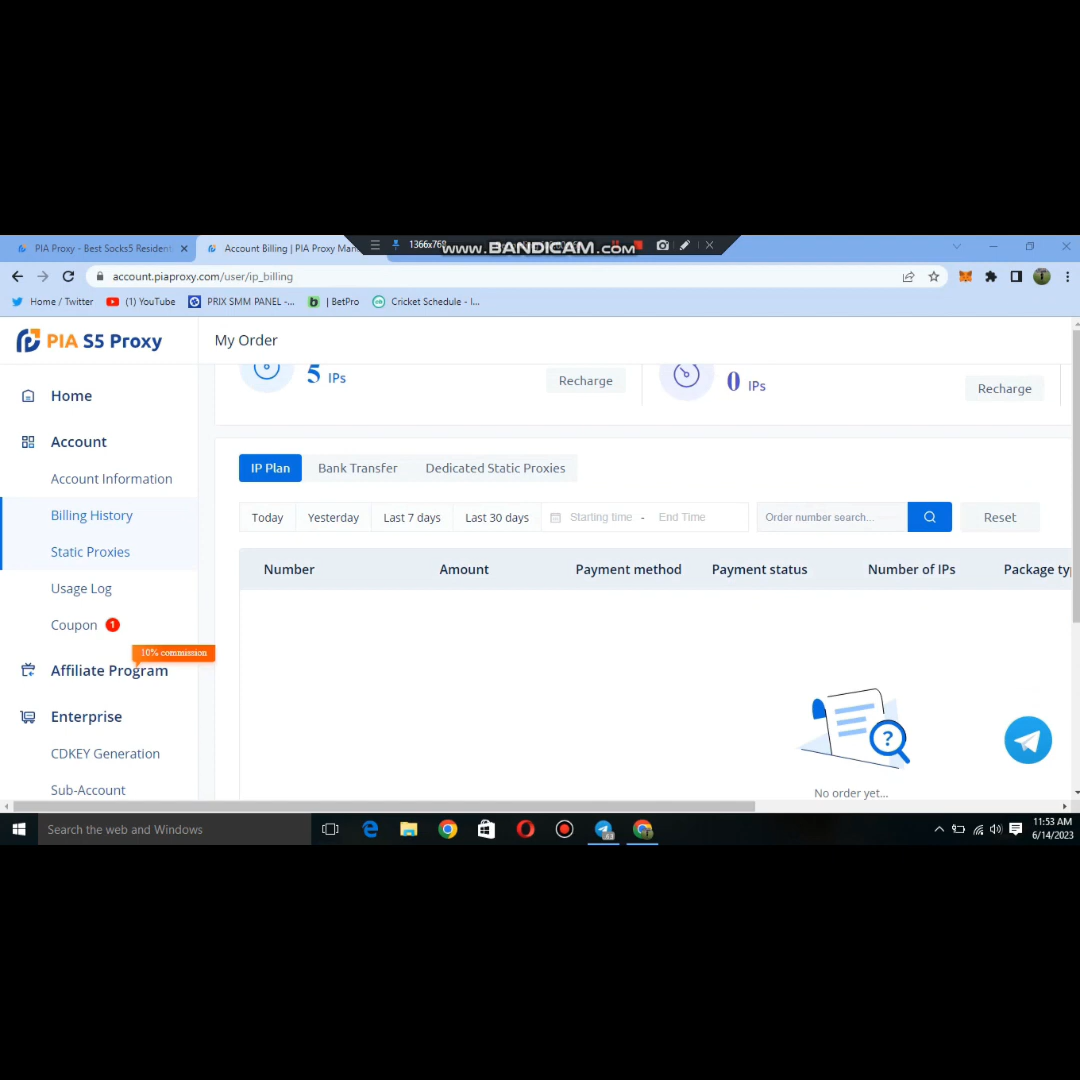 PIA Proxy - Best Socks5 Resident
Account Billing | PIA Proxy Man
1366x768
www.BANDICAM.com
account.piaproxy.com/user/ip_billing
Home / Twitter
(1) YouTube
PRIX SMM PANEL -...
| BetPro
Cricket Schedule - I...
PIA S5 Proxy
My Order
5 IPs
Recharge
0 IPs
Recharge
Home
Account
Account Information
Billing History
Static Proxies
Usage Log
Coupon 1
10% commission
Affiliate Program
Enterprise
CDKEY Generation
Sub-Account
IP Plan
Bank Transfer
Dedicated Static Proxies
Today
Yesterday
Last 7 days
Last 30 days
Starting time - End Time
Order number search...
Reset
Number
Amount
Payment method
Payment status
Number of IPs
Package ty
?
No order yet...
Search the web and Windows
11:53 AM
6/14/2023